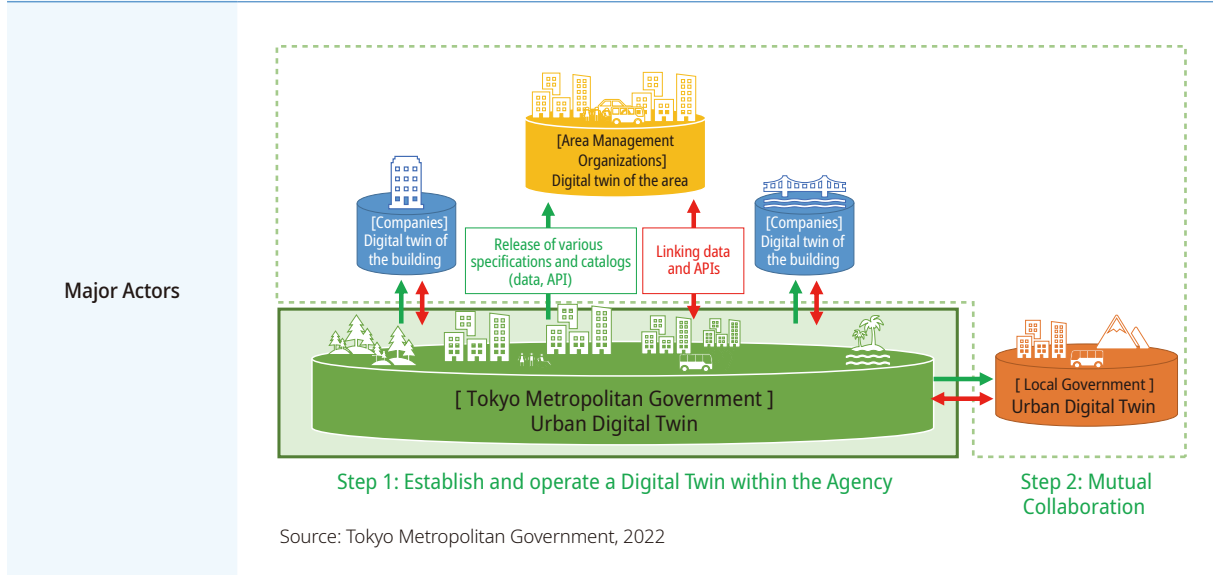 Major Actors
[Area Management
Organizations]
Digital twin of the area
[Companies]
Digital twin of
the building
Release of various
specifications and catalogs
(data, API)
Linking data
and APIs
[Companies]
Digital twin of
the building
[ Tokyo Metropolitan Government ]
Urban Digital Twin
[ Local Government ]
Urban Digital Twin
Step 1: Establish and operate a Digital Twin within the Agency
Step 2: Mutual
Collaboration
Source: Tokyo Metropolitan Government, 2022